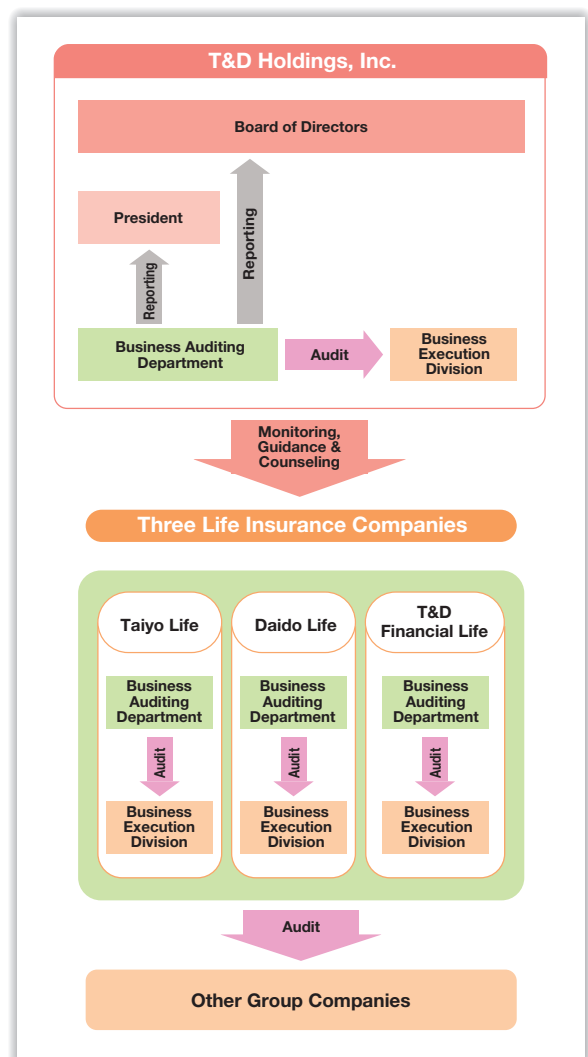 T&D Holdings, Inc.
Board of Directors
President
Reporting
Reporting
Business Auditing
Department
Audit
Business
Execution
Division
Monitoring,
Guidance &
Counseling
Three Life Insurance Companies
Taiyo Life
Business
Auditing
Department
Audit
Business
Execution
Division
Daido Life
Business
Auditing
Department
Audit
Business
Execution
Division
T&D
Financial Life
Business
Auditing
Department
Audit
Business
Execution
Division
Audit
Other Group Companies